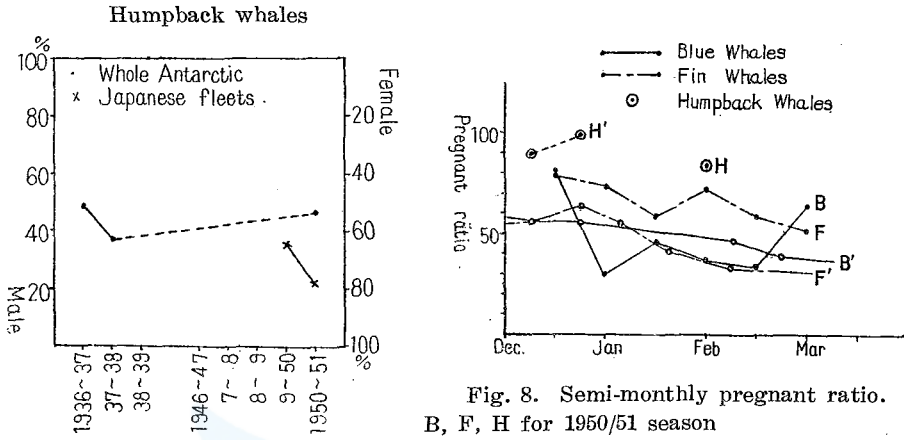 Humpback whales
%
100
80
60
40
20
Male
Female
20
40
60
80
100
%
· Whole Antarctic
× Japanese fleets
1936~37
37~38
38~39
1946~47
7~8
8~9
9~50
1950~51
Blue Whales
Fin Whales
Humpback Whales
Pregnant ratio
100
50
H'
H
B
F
B'
F'
Dec.
Jan
Feb
Mar
Fig. 8. Semi-monthly pregnant ratio.
B, F, H for 1950/51 season